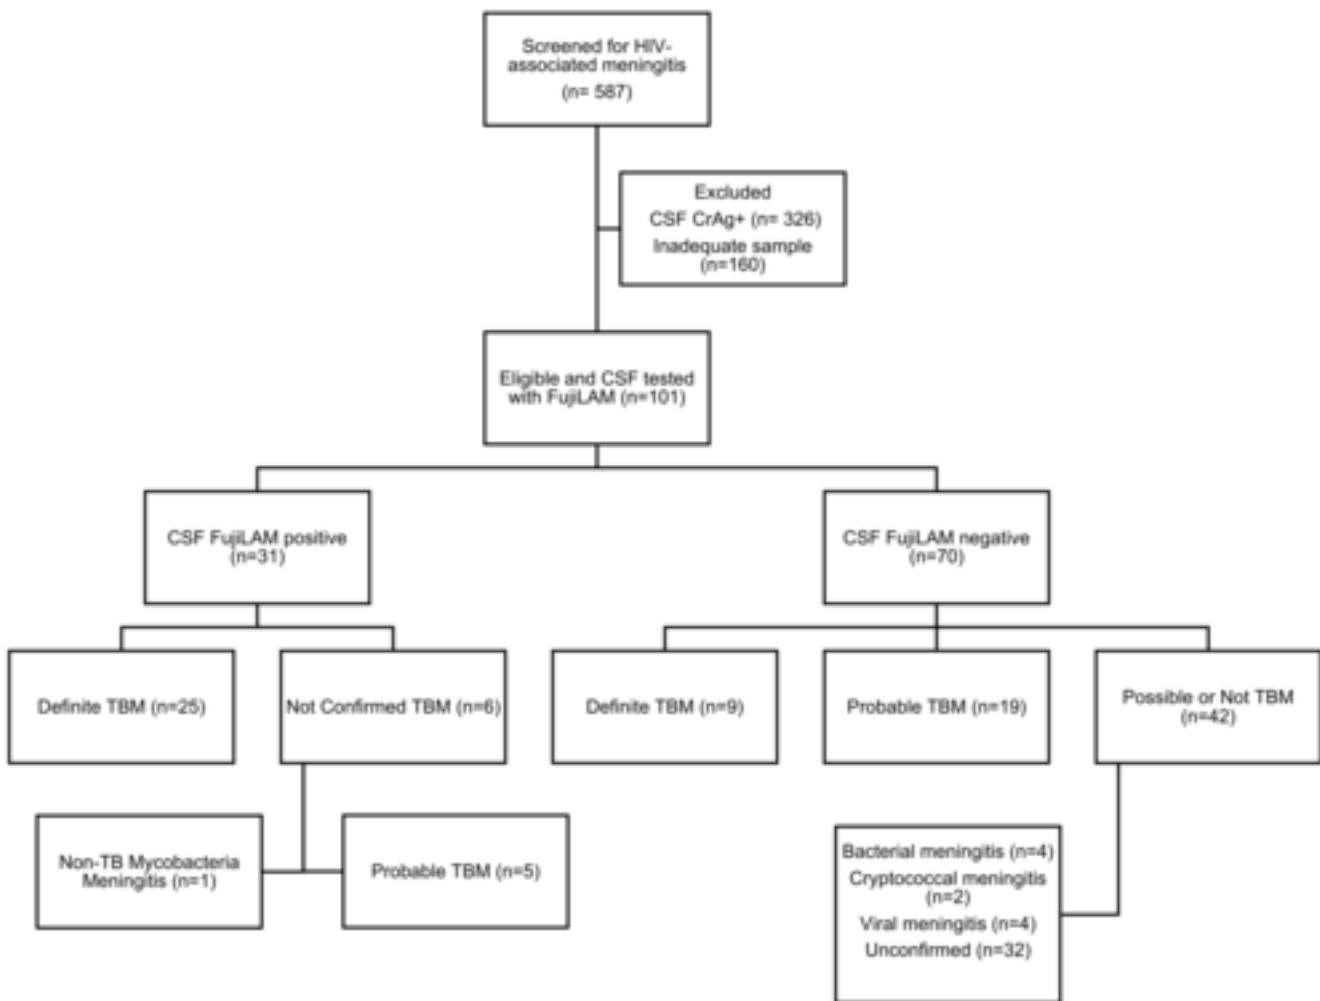 Screened for HIV-
associated meningitis
(n= 587)
Excluded
CSF CrAg+ (n= 326)
Inadequate sample
(n=160)
Eligible and CSF tested
with FujiLAM (n=101)
CSF FujiLAM positive
(n=31)
CSF FujiLAM negative
(n=70)
Definite TBM (n=25)
Not Confirmed TBM (n=6)
Definite TBM (n=9)
Probable TBM (n=19)
Possible or Not TBM
(n=42)
Non-TB Mycobacteria
Meningitis (n=1)
Probable TBM (n=5)
Bacterial meningitis (n=4)
Cryptococcal meningitis
(n=2)
Viral meningitis (n=4)
Unconfirmed (n=32)